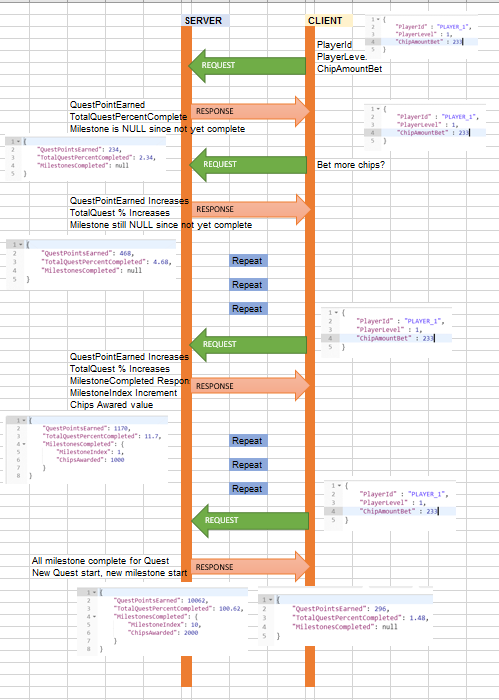 SERVER
CLIENT
1 {
2 "PlayerId" : "PLAYER_1",
3 "PlayerLevel" : 1,
4 "ChipAmountBet" : 233
5 }
PlayerId
PlayerLeve
ChipAmountBet
REQUEST
QuestPointEarned
TotalQuestPercentComplete
Milestone is NULL since not yet complete
RESPONSE
1 {
2 "PlayerId" : "PLAYER_1",
3 "PlayerLevel" : 1,
4 "ChipAmountBet" : 233
5 }
1 {
2 "QuestPointsEarned": 234,
3 "TotalQuestPercentCompleted": 2.34,
4 "MilestonesCompleted": null
5 }
REQUEST
Bet more chips?
QuestPointEarned Increases
TotalQuest % Increases
Milestone still NULL since not yet complete
RESPONSE
1 {
2 "QuestPointsEarned": 468,
3 "TotalQuestPercentCompleted": 4.68,
4 "MilestonesCompleted": null
5 }
Repeat
Repeat
Repeat
1 {
2 "PlayerId" : "PLAYER_1",
3 "PlayerLevel" : 1,
4 "ChipAmountBet" : 233
5 }
REQUEST
QuestPointEarned Increases
TotalQuest % Increases
MilestoneCompleted Respon
MilestoneIndex Increment
Chips Awared value
RESPONSE
1 {
2 "QuestPointsEarned": 1170,
3 "TotalQuestPercentCompleted": 11.7,
4 "MilestonesCompleted": {
5 "MilestoneIndex": 1,
6 "ChipsAwarded": 1000
7 }
8 }
Repeat
Repeat
Repeat
1 {
2 "PlayerId" : "PLAYER_1",
3 "PlayerLevel" : 1,
4 "ChipAmountBet" : 233
5 }
REQUEST
All milestone complete for Quest
New Quest start, new milestone start
RESPONSE
1 {
2 "QuestPointsEarned": 10062,
3 "TotalQuestPercentCompleted": 100.62,
4 "MilestonesCompleted": {
5 "MilestoneIndex": 10,
6 "ChipsAwarded": 2000
7 }
8 }
1 {
2 "QuestPointsEarned": 296,
3 "TotalQuestPercentCompleted": 1.48,
4 "MilestonesCompleted": null
5 }